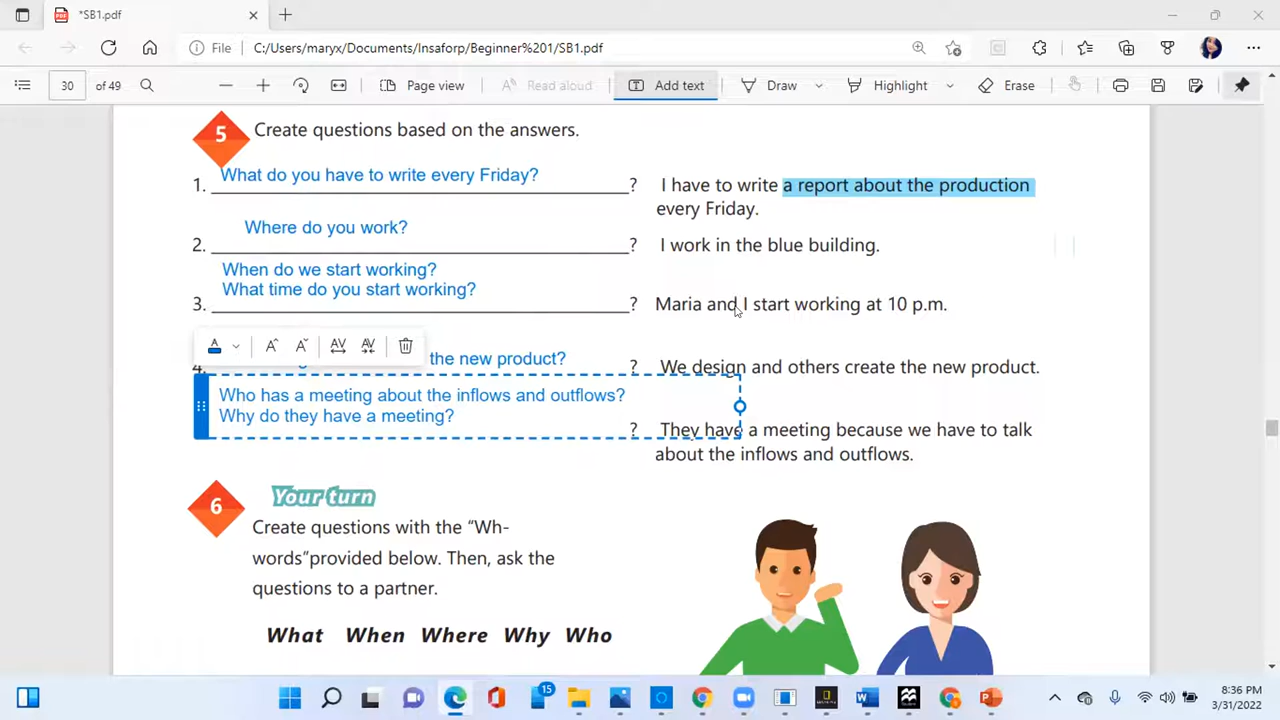 *SB1.pdf
File C:/Users/maryx/Documents/Insaforp/Beginner%201/SB1.pdf
30 of 49 Page view Read aloud Add text Draw Highlight Erase
5 Create questions based on the answers.
What do you have to write every Friday?
1. ? I have to write a report about the production
every Friday.
Where do you work?
2. ? I work in the blue building.
When do we start working?
What time do you start working?
3. ? Maria and I start working at 10 p.m.
the new product?
4. ? We design and others create the new product.
Who has a meeting about the inflows and outflows?
Why do they have a meeting?
? They have a meeting because we have to talk
about the inflows and outflows.
6 Your turn
Create questions with the “Wh-
words”provided below. Then, ask the
questions to a partner.
What When Where Why Who
15
8:36 PM
3/31/2022